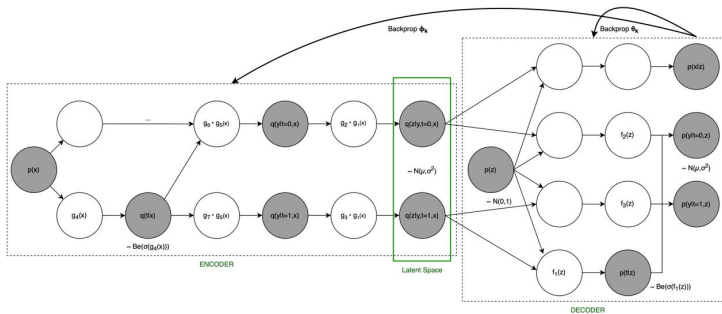 Backprop ϕₖ
Backprop θₖ
p(x|z)
...
g₆ ∘ g₅(x)
q(y|t=0,x)
g₂ ∘ g₁(x)
q(z|y,t=0,x)
f₂(z)
p(y|t=0,z)
p(x)
~ N(μ,σ²)
p(z)
~ N(μ,σ²)
~ N(0,1)
g₄(x)
q(t|x)
g₇ ∘ g₅(x)
q(y|t=1,x)
g₃ ∘ g₁(x)
q(z|y,t=1,x)
f₃(z)
p(y|t=1,z)
~ Be(σ(g₄(x)))
ENCODER
Latent Space
f₁(z)
p(t|z)
~ Be(σ(f₁(z)))
DECODER